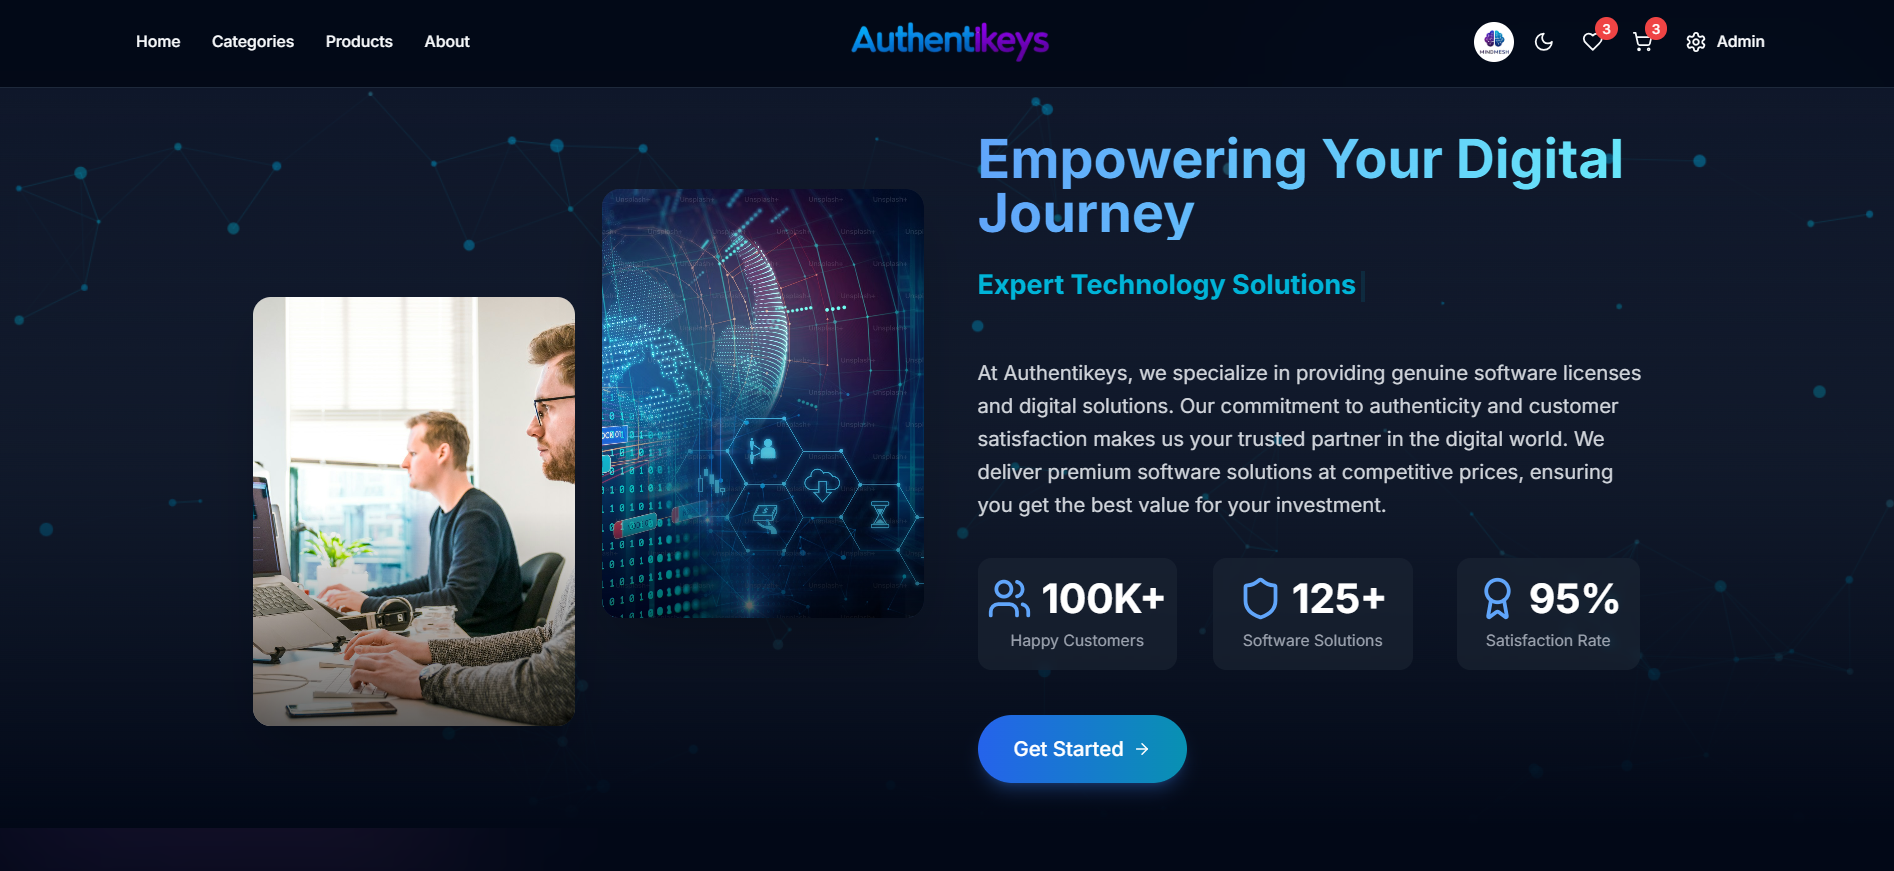 Home
Categories
Products
About
Authentikeys
MINDMESH
3
3
Admin
Empowering Your Digital
Journey
Expert Technology Solutions
At Authentikeys, we specialize in providing genuine software licenses
and digital solutions. Our commitment to authenticity and customer
satisfaction makes us your trusted partner in the digital world. We
deliver premium software solutions at competitive prices, ensuring
you get the best value for your investment.
100K+
Happy Customers
125+
Software Solutions
95%
Satisfaction Rate
Get Started